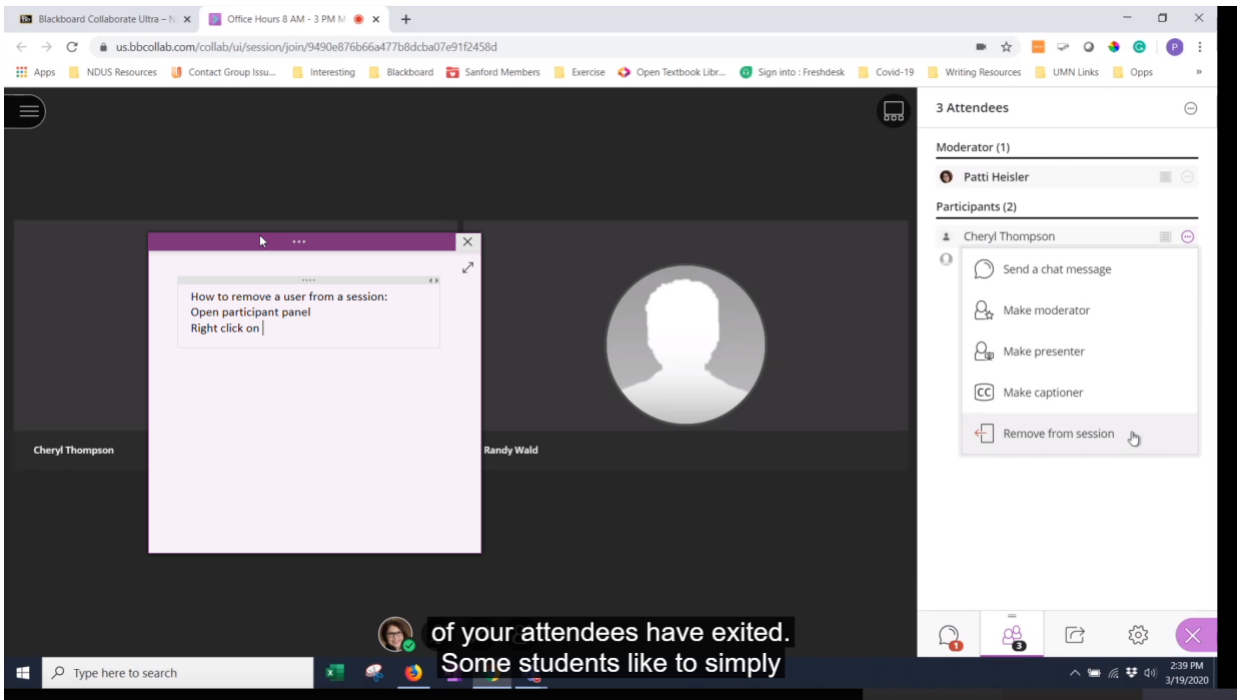 Blackboard Collaborate Ultra – N
Office Hours 8 AM - 3 PM M
us.bbcollab.com/collab/ui/session/join/9490e876b66a477b8dcba07e91f2458d
P
Apps NDUS Resources Contact Group Issu... Interesting Blackboard Sanford Members Exercise Open Textbook Libr... Sign into : Freshdesk Covid-19 Writing Resources UMN Links Opps »
3 Attendees
Moderator (1)
Patti Heisler
Participants (2)
Cheryl Thompson
Send a chat message
Make moderator
Make presenter
CC Make captioner
Remove from session
How to remove a user from a session:
Open participant panel
Right click on
Cheryl Thompson
Randy Wald
of your attendees have exited.
Some students like to simply
1
3
Type here to search
2:39 PM
3/19/2020